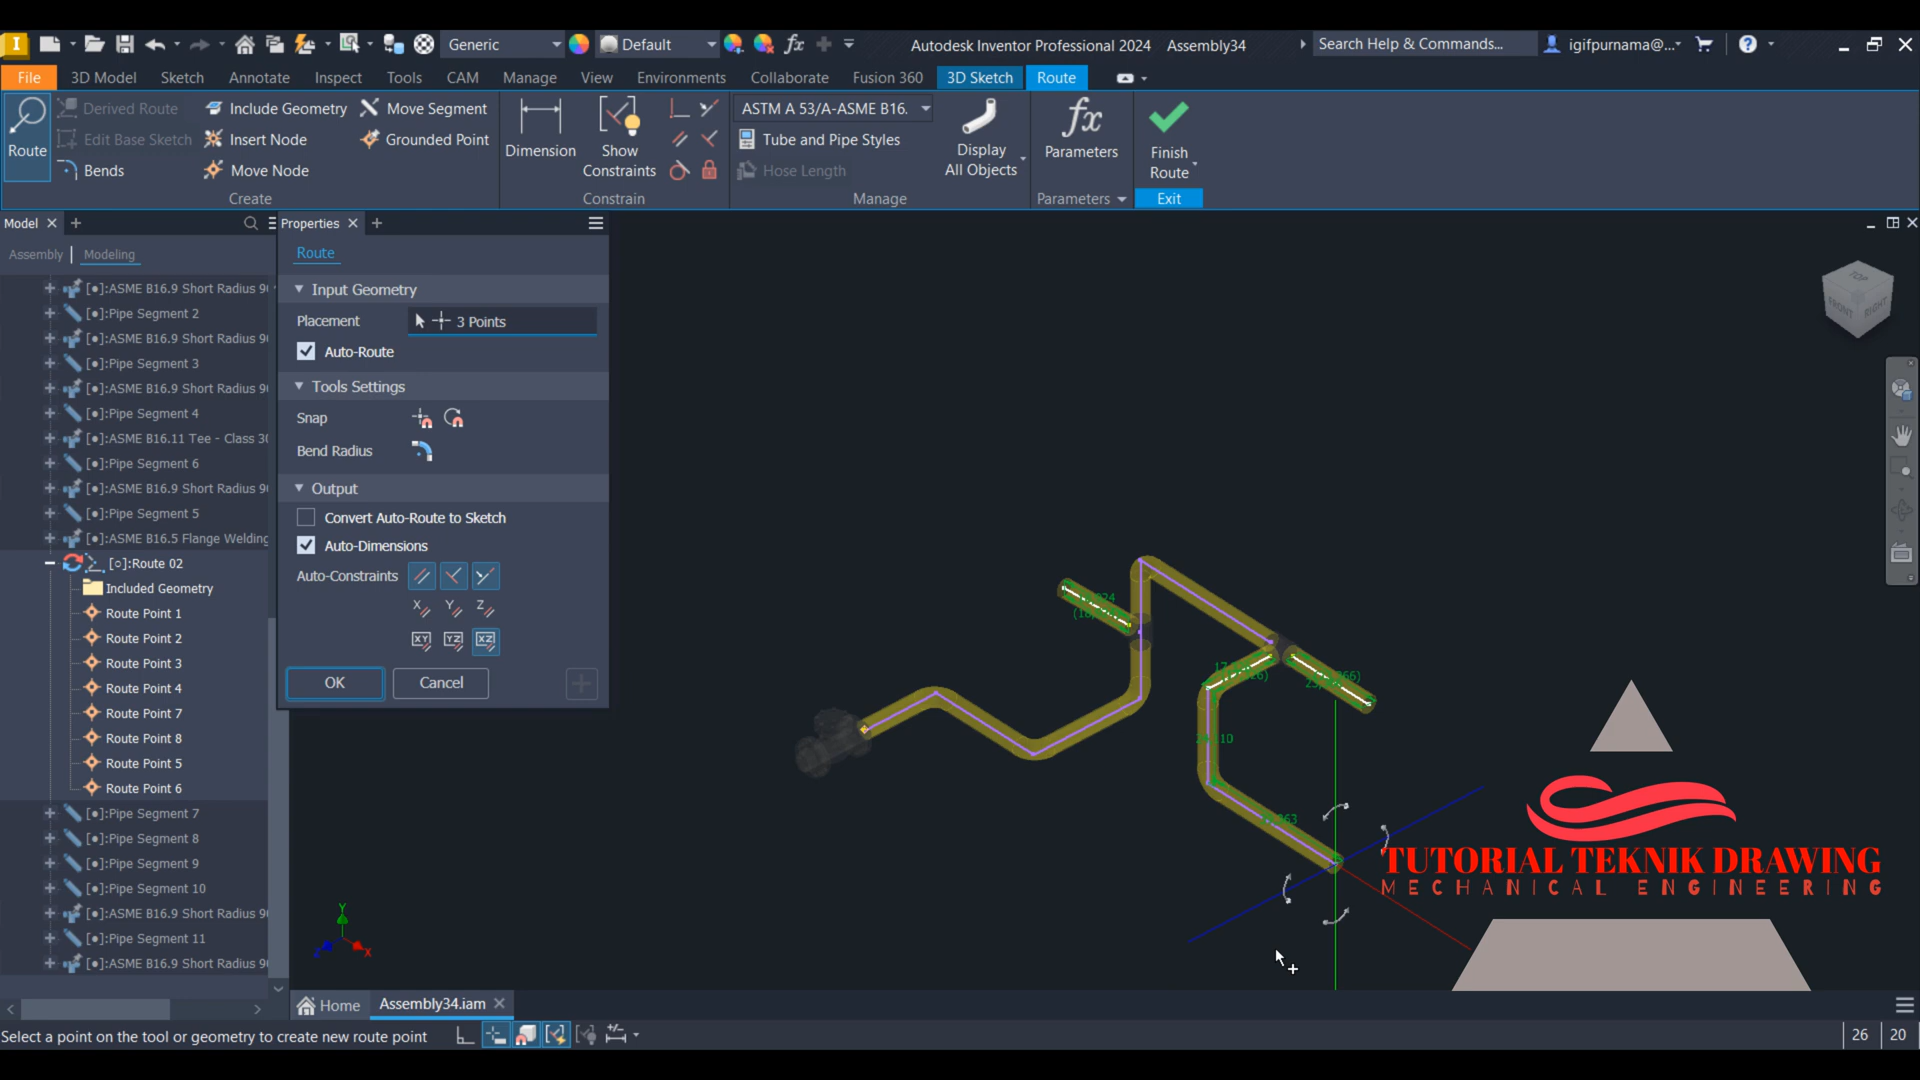 Generic
Default
Autodesk Inventor Professional 2024 Assembly34
Search Help & Commands...
igifpurnama@...
File
3D Model
Sketch
Annotate
Inspect
Tools
CAM
Manage
View
Environments
Collaborate
Fusion 360
3D Sketch
Route
Route
Derived Route
Edit Base Sketch
Bends
Include Geometry
Insert Node
Move Node
Move Segment
Grounded Point
Create
Dimension
Show Constraints
Constrain
ASTM A 53/A-ASME B16.
Tube and Pipe Styles
Hose Length
Manage
Display All Objects
Parameters
Parameters
Finish Route
Exit
Model
Assembly | Modeling
[•]:ASME B16.9 Short Radius 9
[•]:Pipe Segment 2
[•]:ASME B16.9 Short Radius 9
[•]:Pipe Segment 3
[•]:ASME B16.9 Short Radius 9
[•]:Pipe Segment 4
[•]:ASME B16.11 Tee - Class 30
[•]:Pipe Segment 6
[•]:ASME B16.9 Short Radius 9
[•]:Pipe Segment 5
[•]:ASME B16.5 Flange Welding
[○]:Route 02
Included Geometry
Route Point 1
Route Point 2
Route Point 3
Route Point 4
Route Point 7
Route Point 8
Route Point 5
Route Point 6
[•]:Pipe Segment 7
[•]:Pipe Segment 8
[•]:Pipe Segment 9
[•]:Pipe Segment 10
[•]:ASME B16.9 Short Radius 9
[•]:Pipe Segment 11
[•]:ASME B16.9 Short Radius 9
Properties
Route
Input Geometry
Placement 3 Points
Auto-Route
Tools Settings
Snap
Bend Radius
Output
Convert Auto-Route to Sketch
Auto-Dimensions
Auto-Constraints
X Y Z
XY YZ XZ
OK
Cancel
TOP
FRONT
RIGHT
TUTORIAL TEKNIK DRAWING
MECHANICAL ENGINEERING
Y
Z
X
Home
Assembly34.iam
Select a point on the tool or geometry to create new route point
26
20